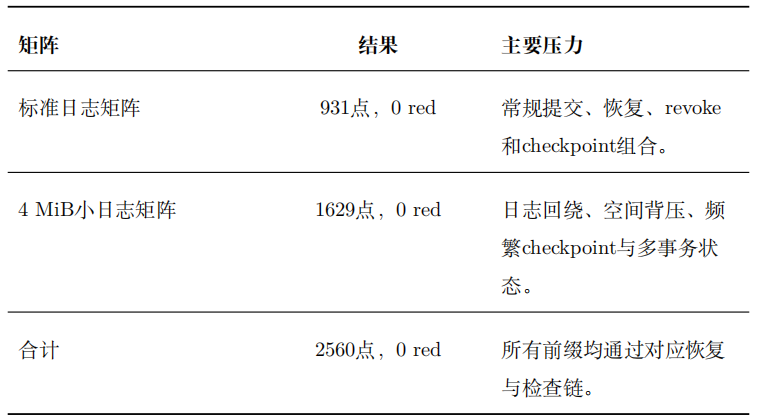 矩阵 结果 主要压力
标准日志矩阵 931点，0 red 常规提交、恢复、revoke
和checkpoint组合。
4 MiB小日志矩阵 1629点，0 red 日志回绕、空间背压、频
繁checkpoint与多事务状
态。
合计 2560点，0 red 所有前缀均通过对应恢复
与检查链。